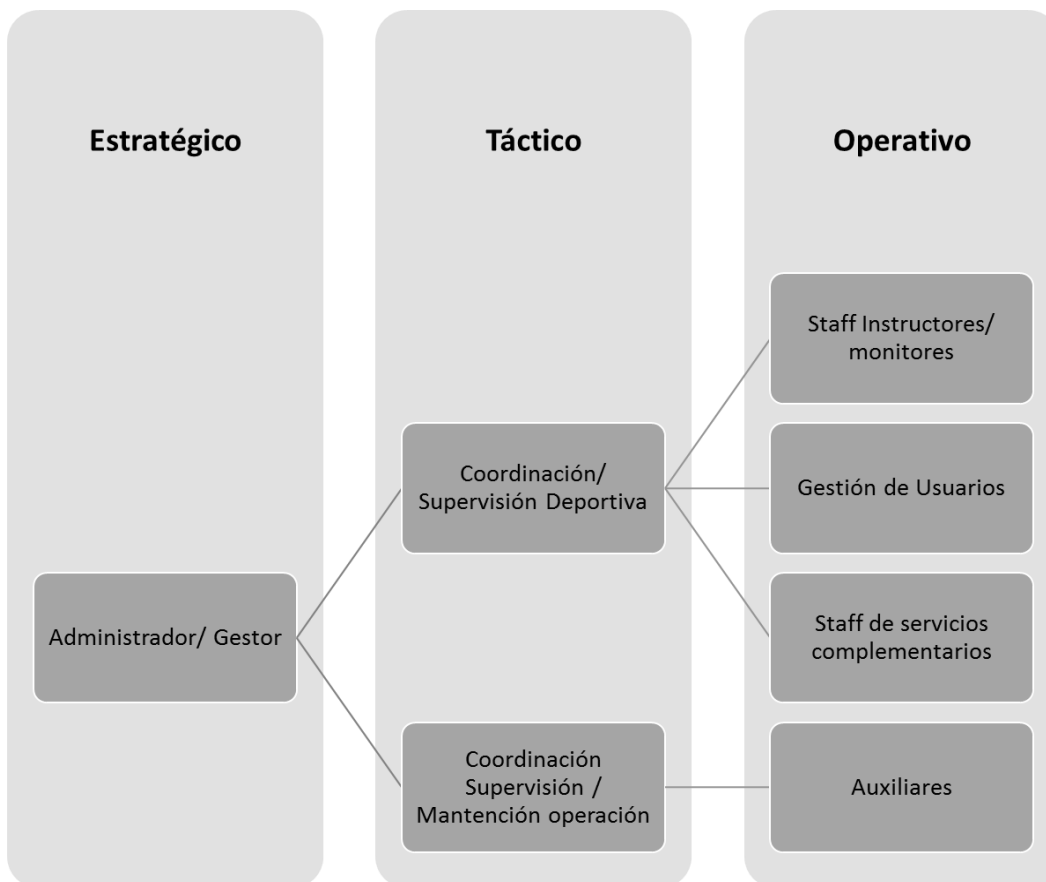 Estratégico
Táctico
Operativo
Staff Instructores/
monitores
Coordinación/
Supervisión Deportiva
Gestión de Usuarios
Administrador/ Gestor
Staff de servicios
complementarios
Coordinación
Supervisión /
Mantención operación
Auxiliares